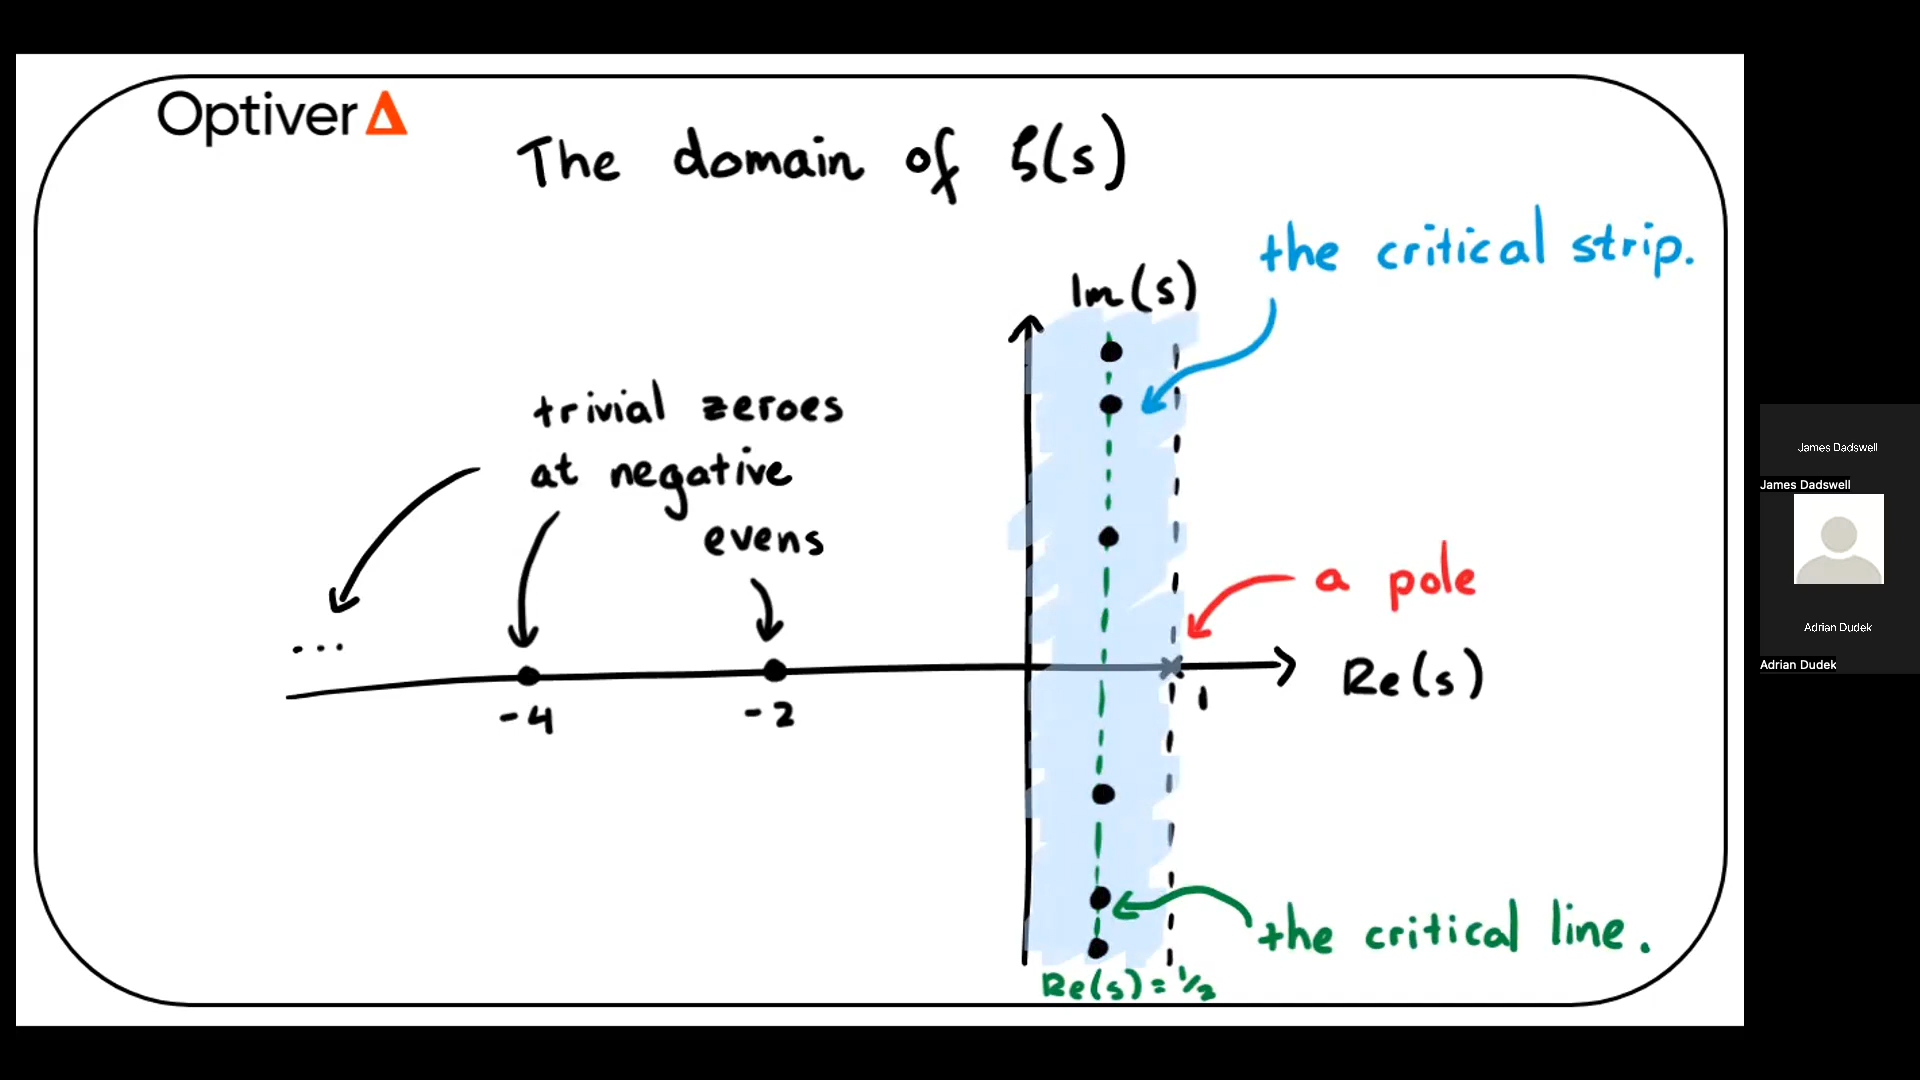 Optiver
The domain of ζ(s)
the critical strip.
Im(s)
trivial zeroes
at negative
evens
a pole
...
Re(s)
-4
-2
1
the critical line.
Re(s) = 1/2
James Dadswell
James Dadswell
Adrian Dudek
Adrian Dudek